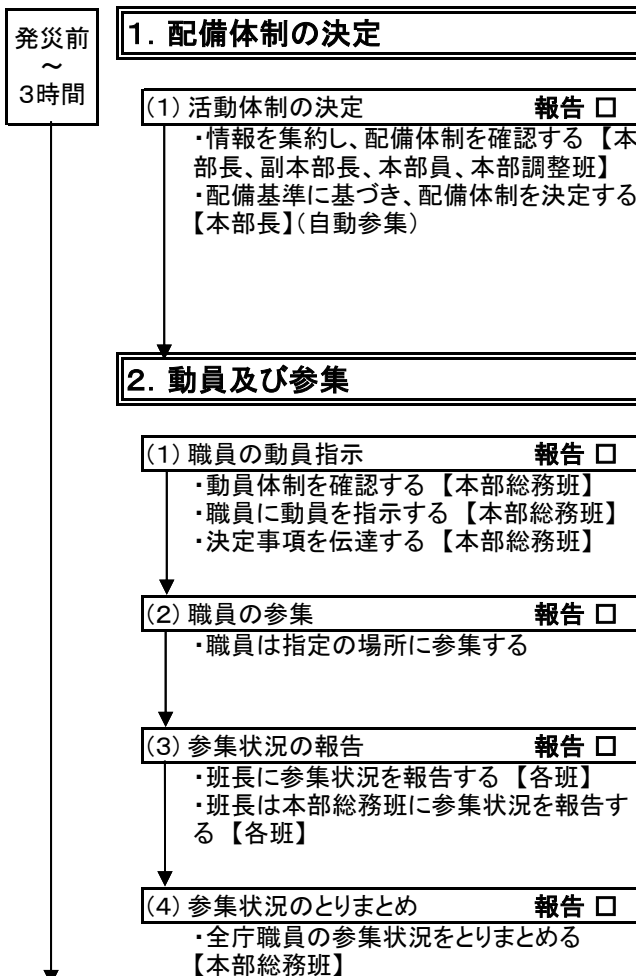 発災前
～
3時間
1．配備体制の決定
(1) 活動体制の決定 報告 □
・情報を集約し、配備体制を確認する 【本
部長、副本部長、本部員、本部調整班】
・配備基準に基づき、配備体制を決定する
【本部長】（自動参集）
2．動員及び参集
(1) 職員の動員指示 報告 □
・動員体制を確認する 【本部総務班】
・職員に動員を指示する 【本部総務班】
・決定事項を伝達する 【本部総務班】
(2) 職員の参集 報告 □
・職員は指定の場所に参集する
(3) 参集状況の報告 報告 □
・班長に参集状況を報告する 【各班】
・班長は本部総務班に参集状況を報告す
る 【各班】
(4) 参集状況のとりまとめ 報告 □
・全庁職員の参集状況をとりまとめる
【本部総務班】